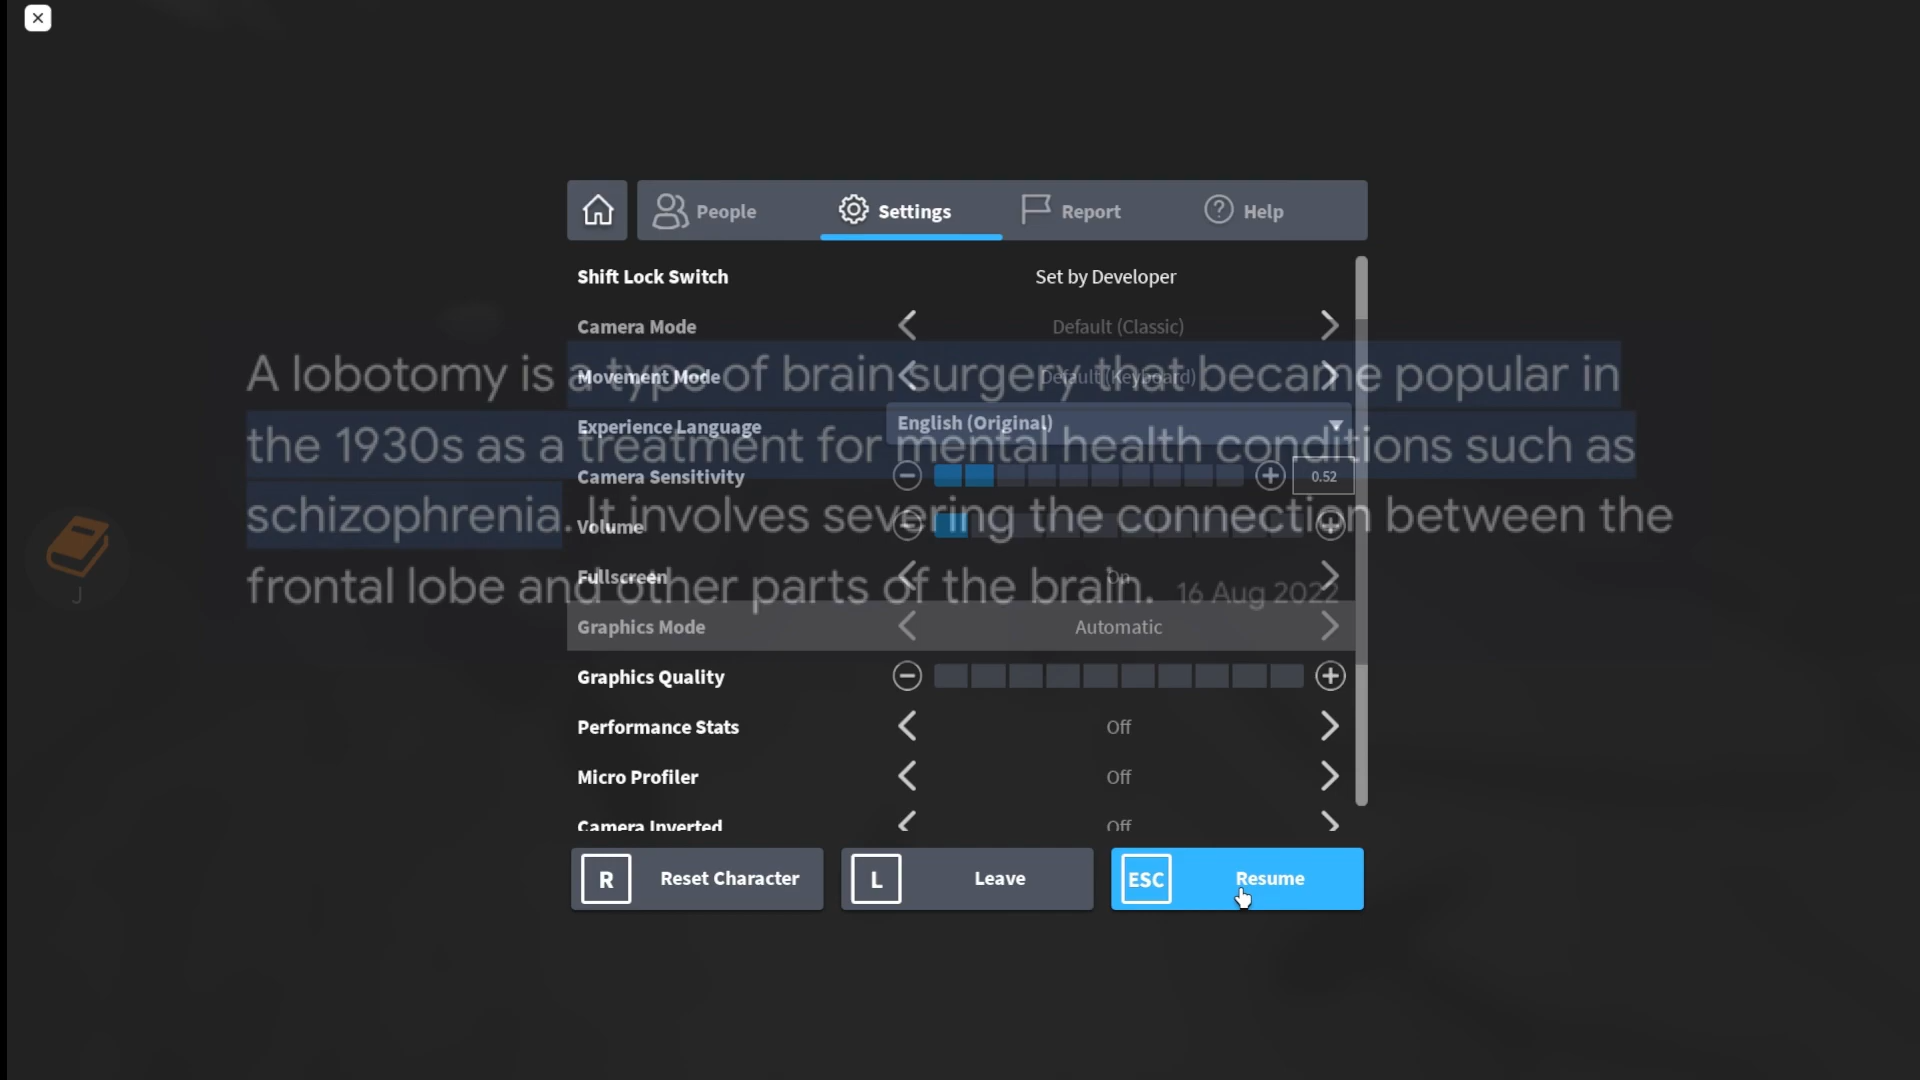 People Settings Report Help
Shift Lock Switch Set by Developer
Camera Mode Default (Classic)
A lobotomy is a type of brain surgery that became popular in
Movement Mode Default (Keyboard)
Experience Language English (Original)
the 1930s as a treatment for mental health conditions such as
Camera Sensitivity 0.52
schizophrenia. It involves severing the connection between the
Volume
Fullscreen On
frontal lobe and other parts of the brain. 16 Aug 2022
J
Graphics Mode Automatic
Graphics Quality
Performance Stats Off
Micro Profiler Off
Camera Inverted Off
R Reset Character L Leave ESC Resume